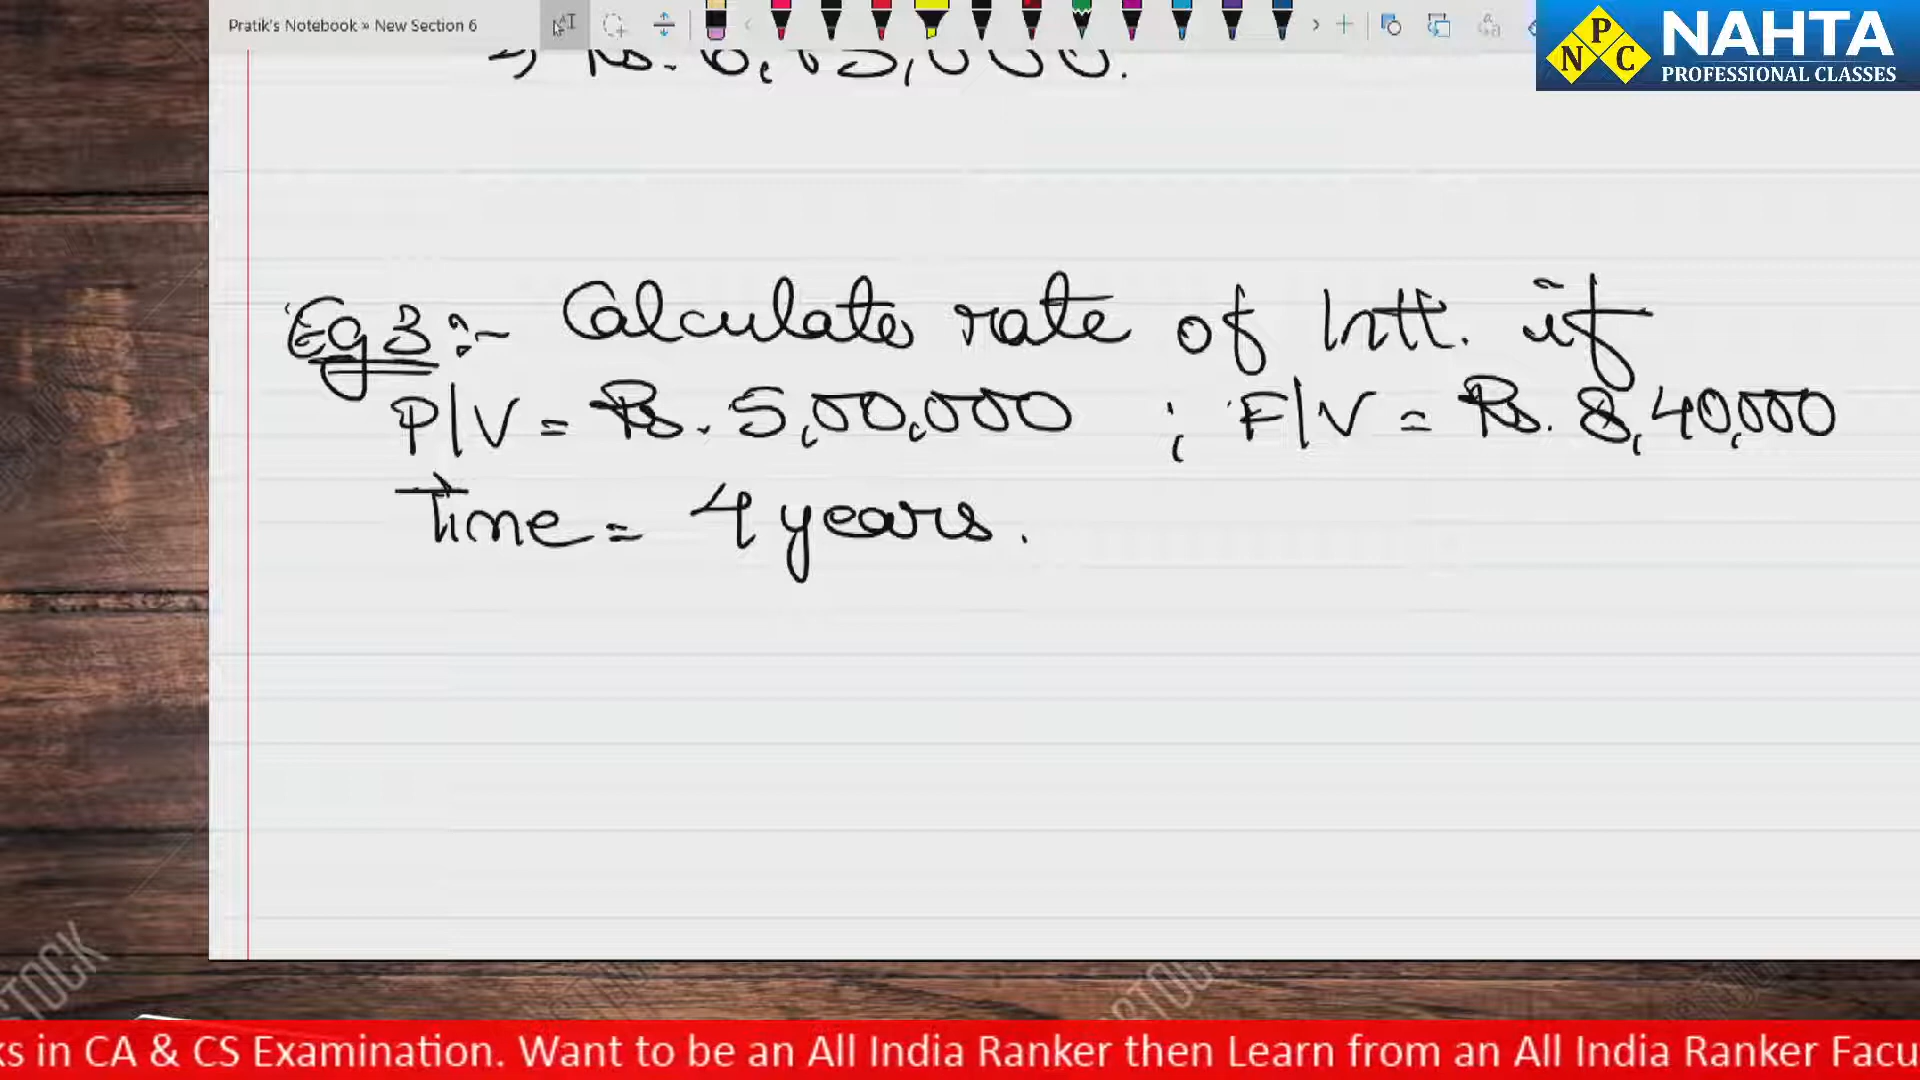 Pratik's Notebook » New Section 6
NPC
NAHTA
PROFESSIONAL CLASSES
Eg 3:- Calculate rate of Intt. if
P/V = Rs. 5,00,000 ; F/V = Rs. 8,40,000
Time = 4 years.
ks in CA & CS Examination. Want to be an All India Ranker then Learn from an All India Ranker Facu